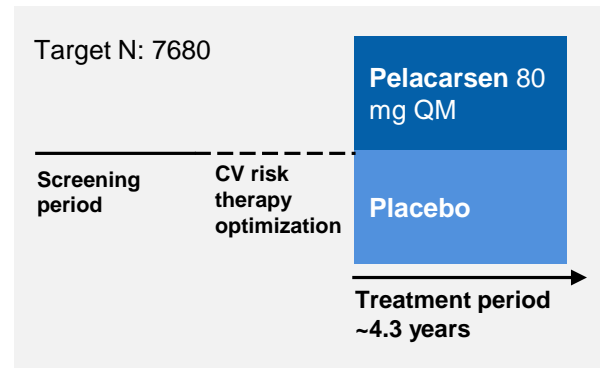 Target N: 7680
Pelacarsen 80
mg QM
Screening
period
CV risk
therapy
optimization
Placebo
Treatment period
~4.3 years